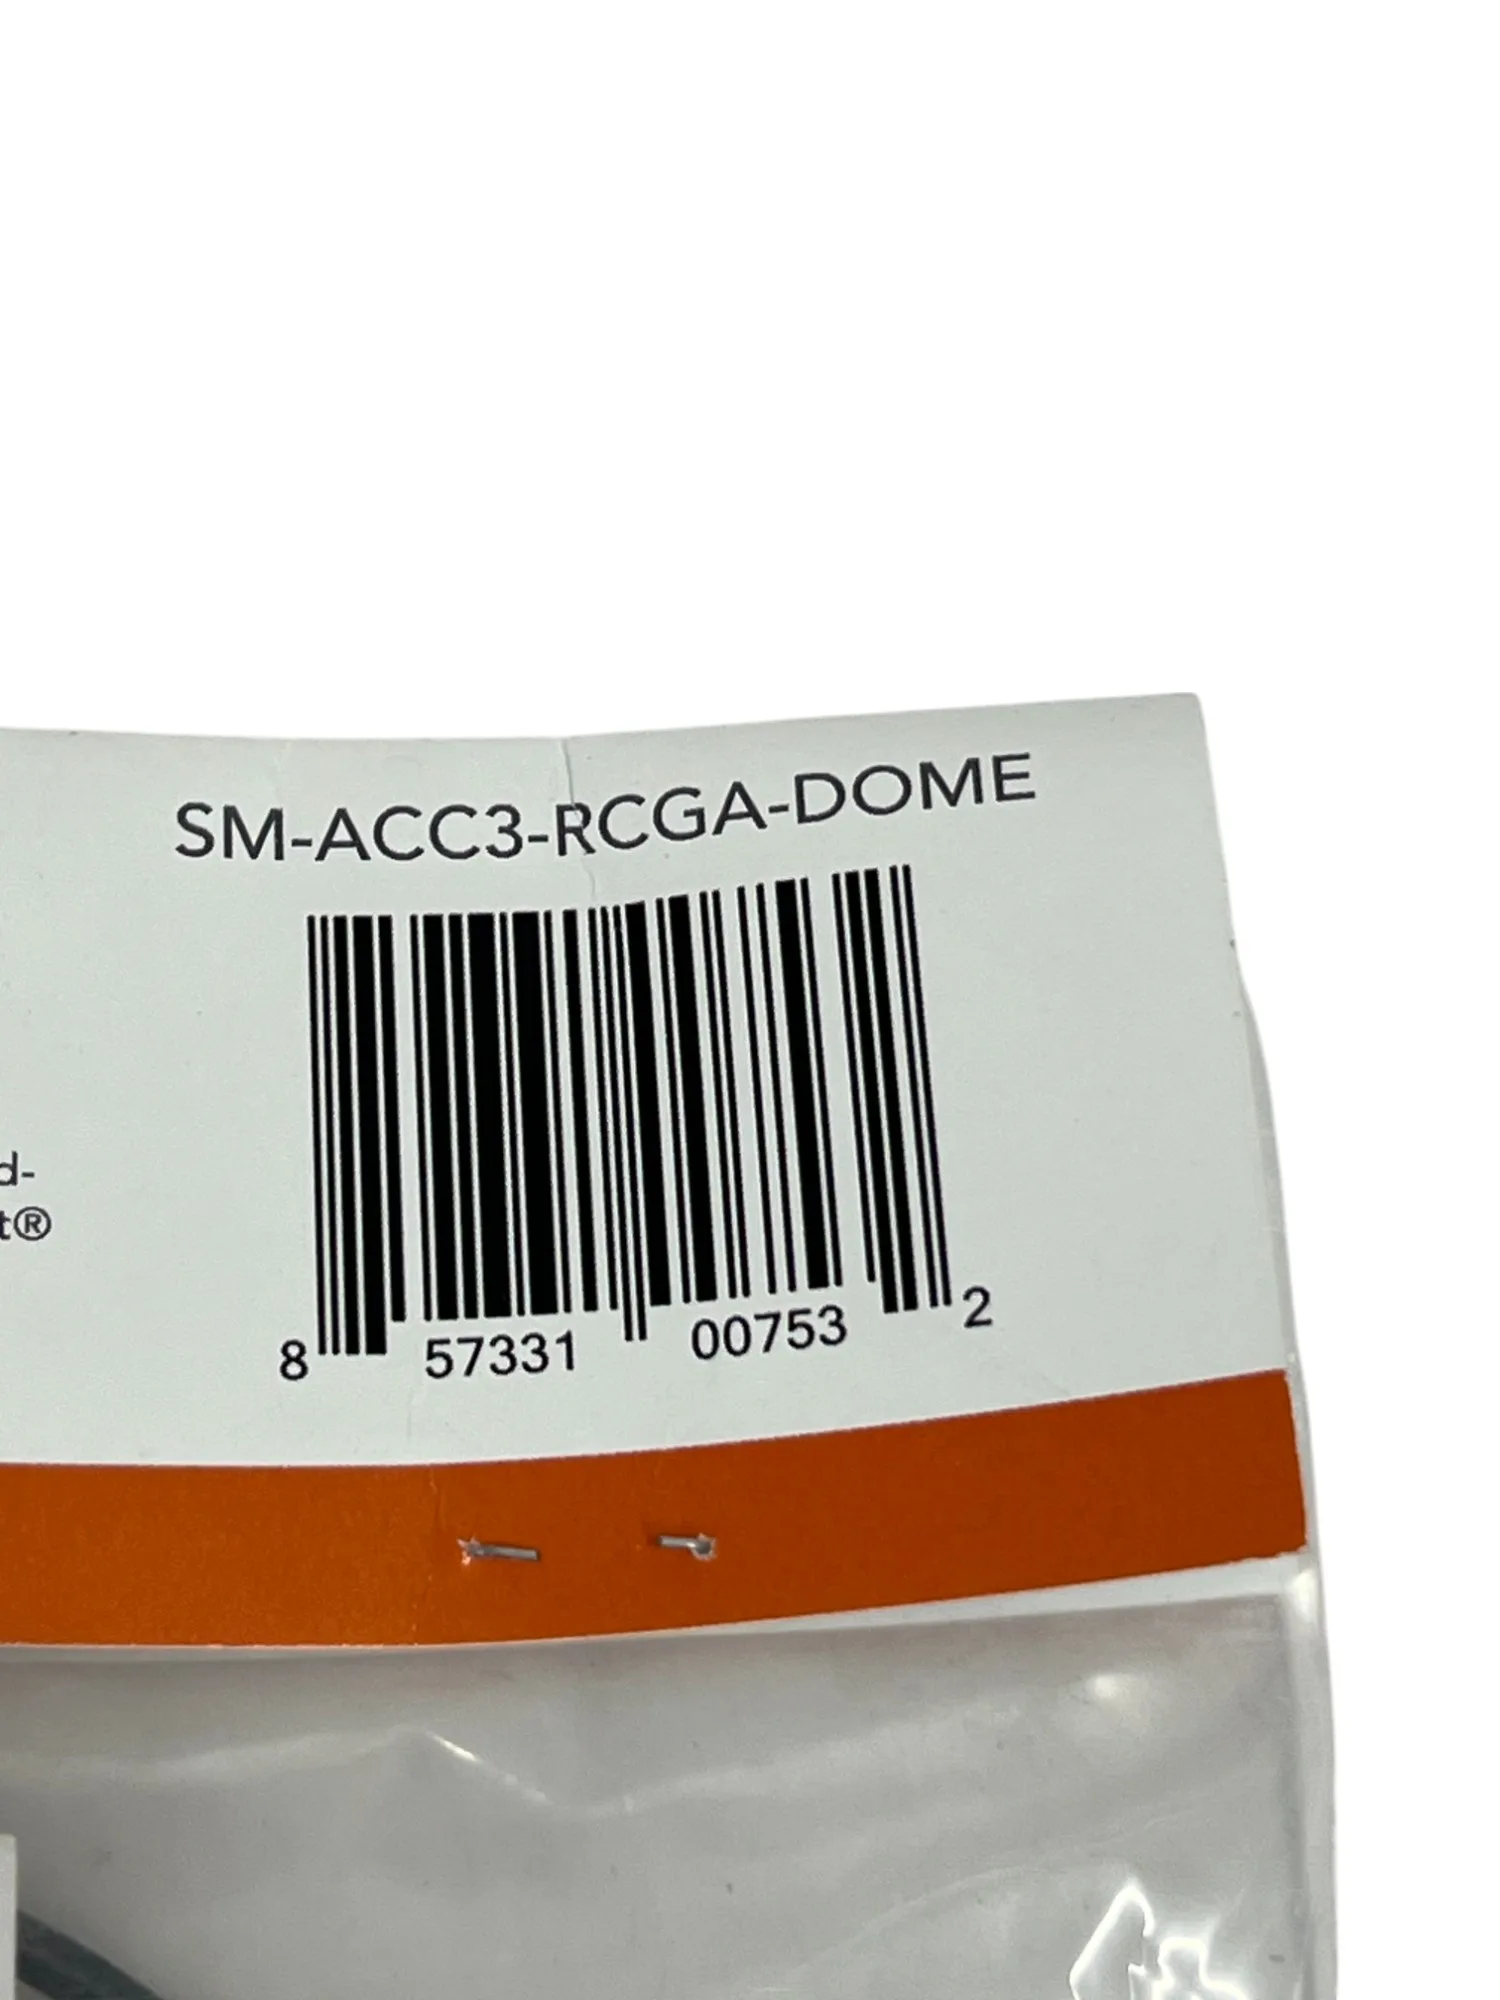 SM-ACC3-RCGA-DOME
d-
t®
8 57331 00753 2